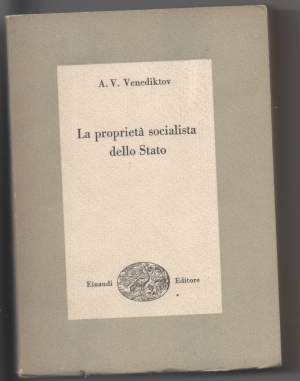 A. V. Venediktov
La proprietà socialista
dello Stato
Einaudi Editore